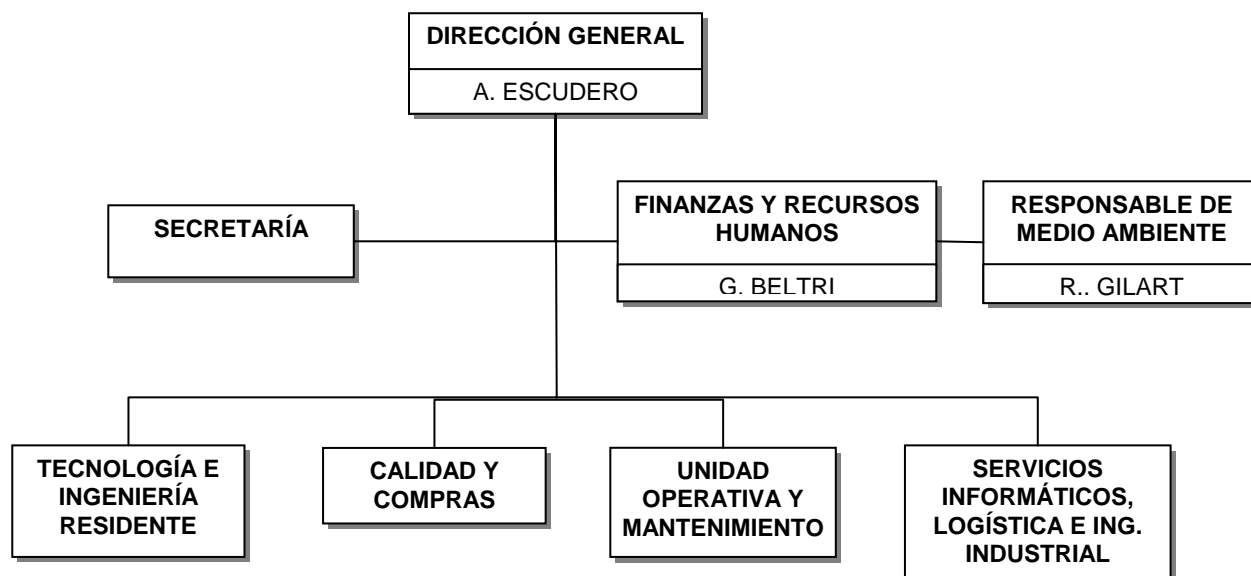 DIRECCIÓN GENERAL
A. ESCUDERO
SECRETARÍA
FINANZAS Y RECURSOS
HUMANOS
G. BELTRI
RESPONSABLE DE
MEDIO AMBIENTE
R.. GILART
TECNOLOGÍA E
INGENIERÍA
RESIDENTE
CALIDAD Y
COMPRAS
UNIDAD
OPERATIVA Y
MANTENIMIENTO
SERVICIOS
INFORMÁTICOS,
LOGÍSTICA E ING.
INDUSTRIAL